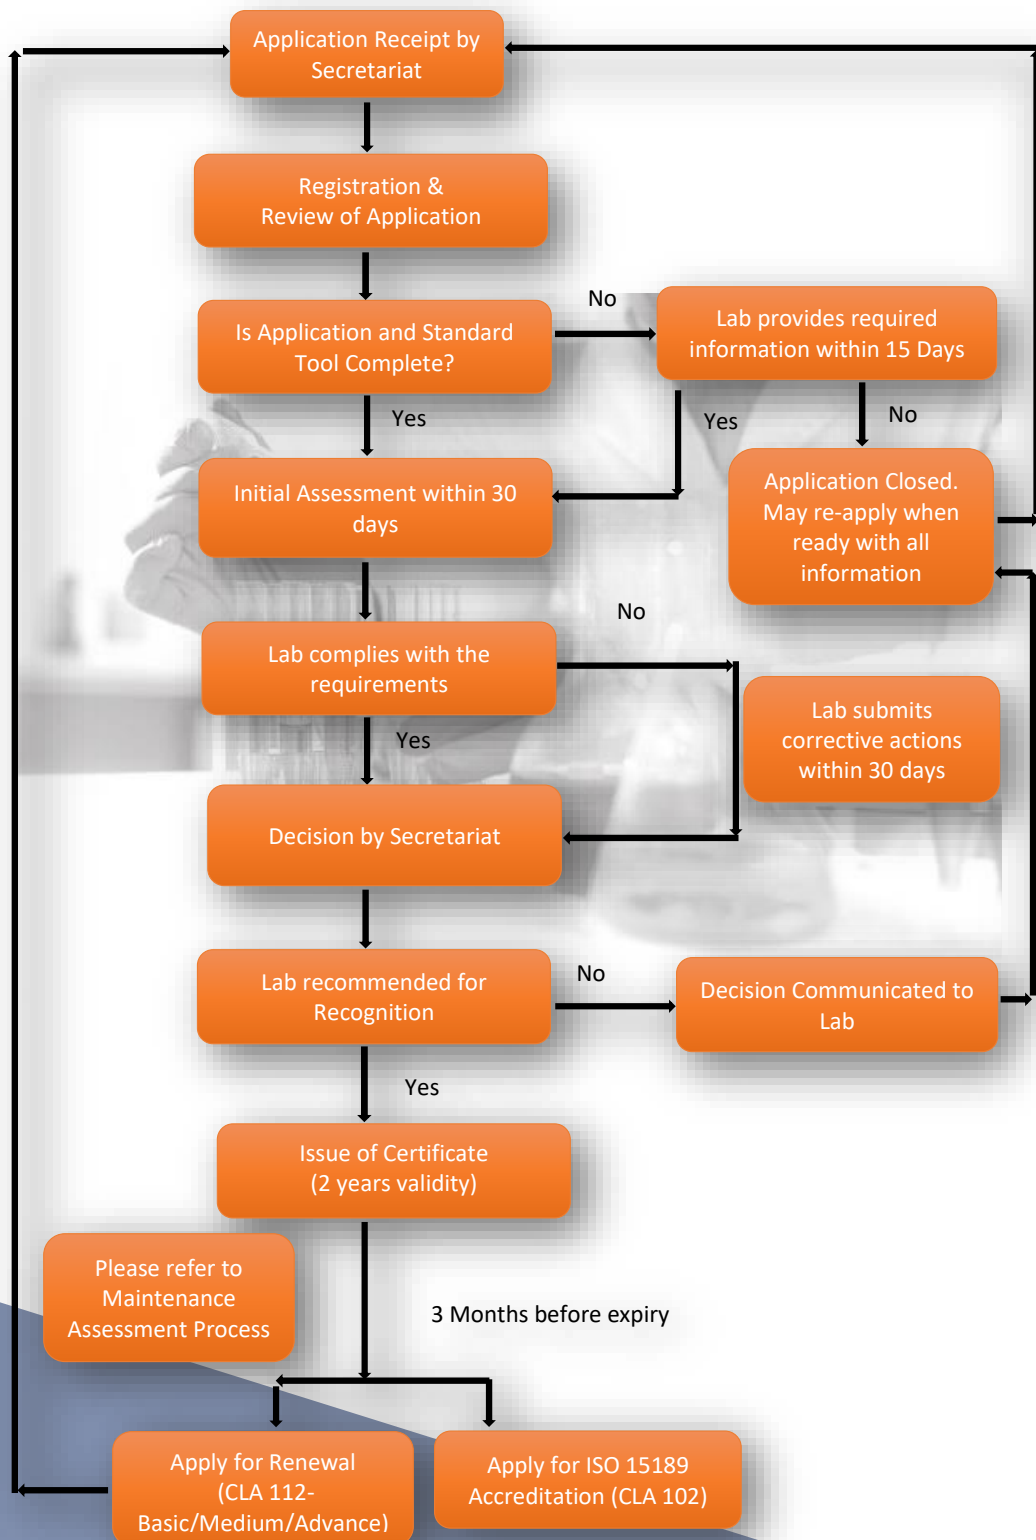 Application Receipt by
Secretariat
Registration &
Review of Application
Is Application and Standard
Tool Complete?
No
Lab provides required
information within 15 Days
Yes
Yes
No
Initial Assessment within 30
days
Application Closed.
May re-apply when
ready with all
information
No
Lab complies with the
requirements
Lab submits
corrective actions
within 30 days
Yes
Decision by Secretariat
Lab recommended for
Recognition
No
Decision Communicated to
Lab
Yes
Issue of Certificate
(2 years validity)
Please refer to
Maintenance
Assessment Process
3 Months before expiry
Apply for Renewal
(CLA 112-
Basic/Medium/Advance)
Apply for ISO 15189
Accreditation (CLA 102)